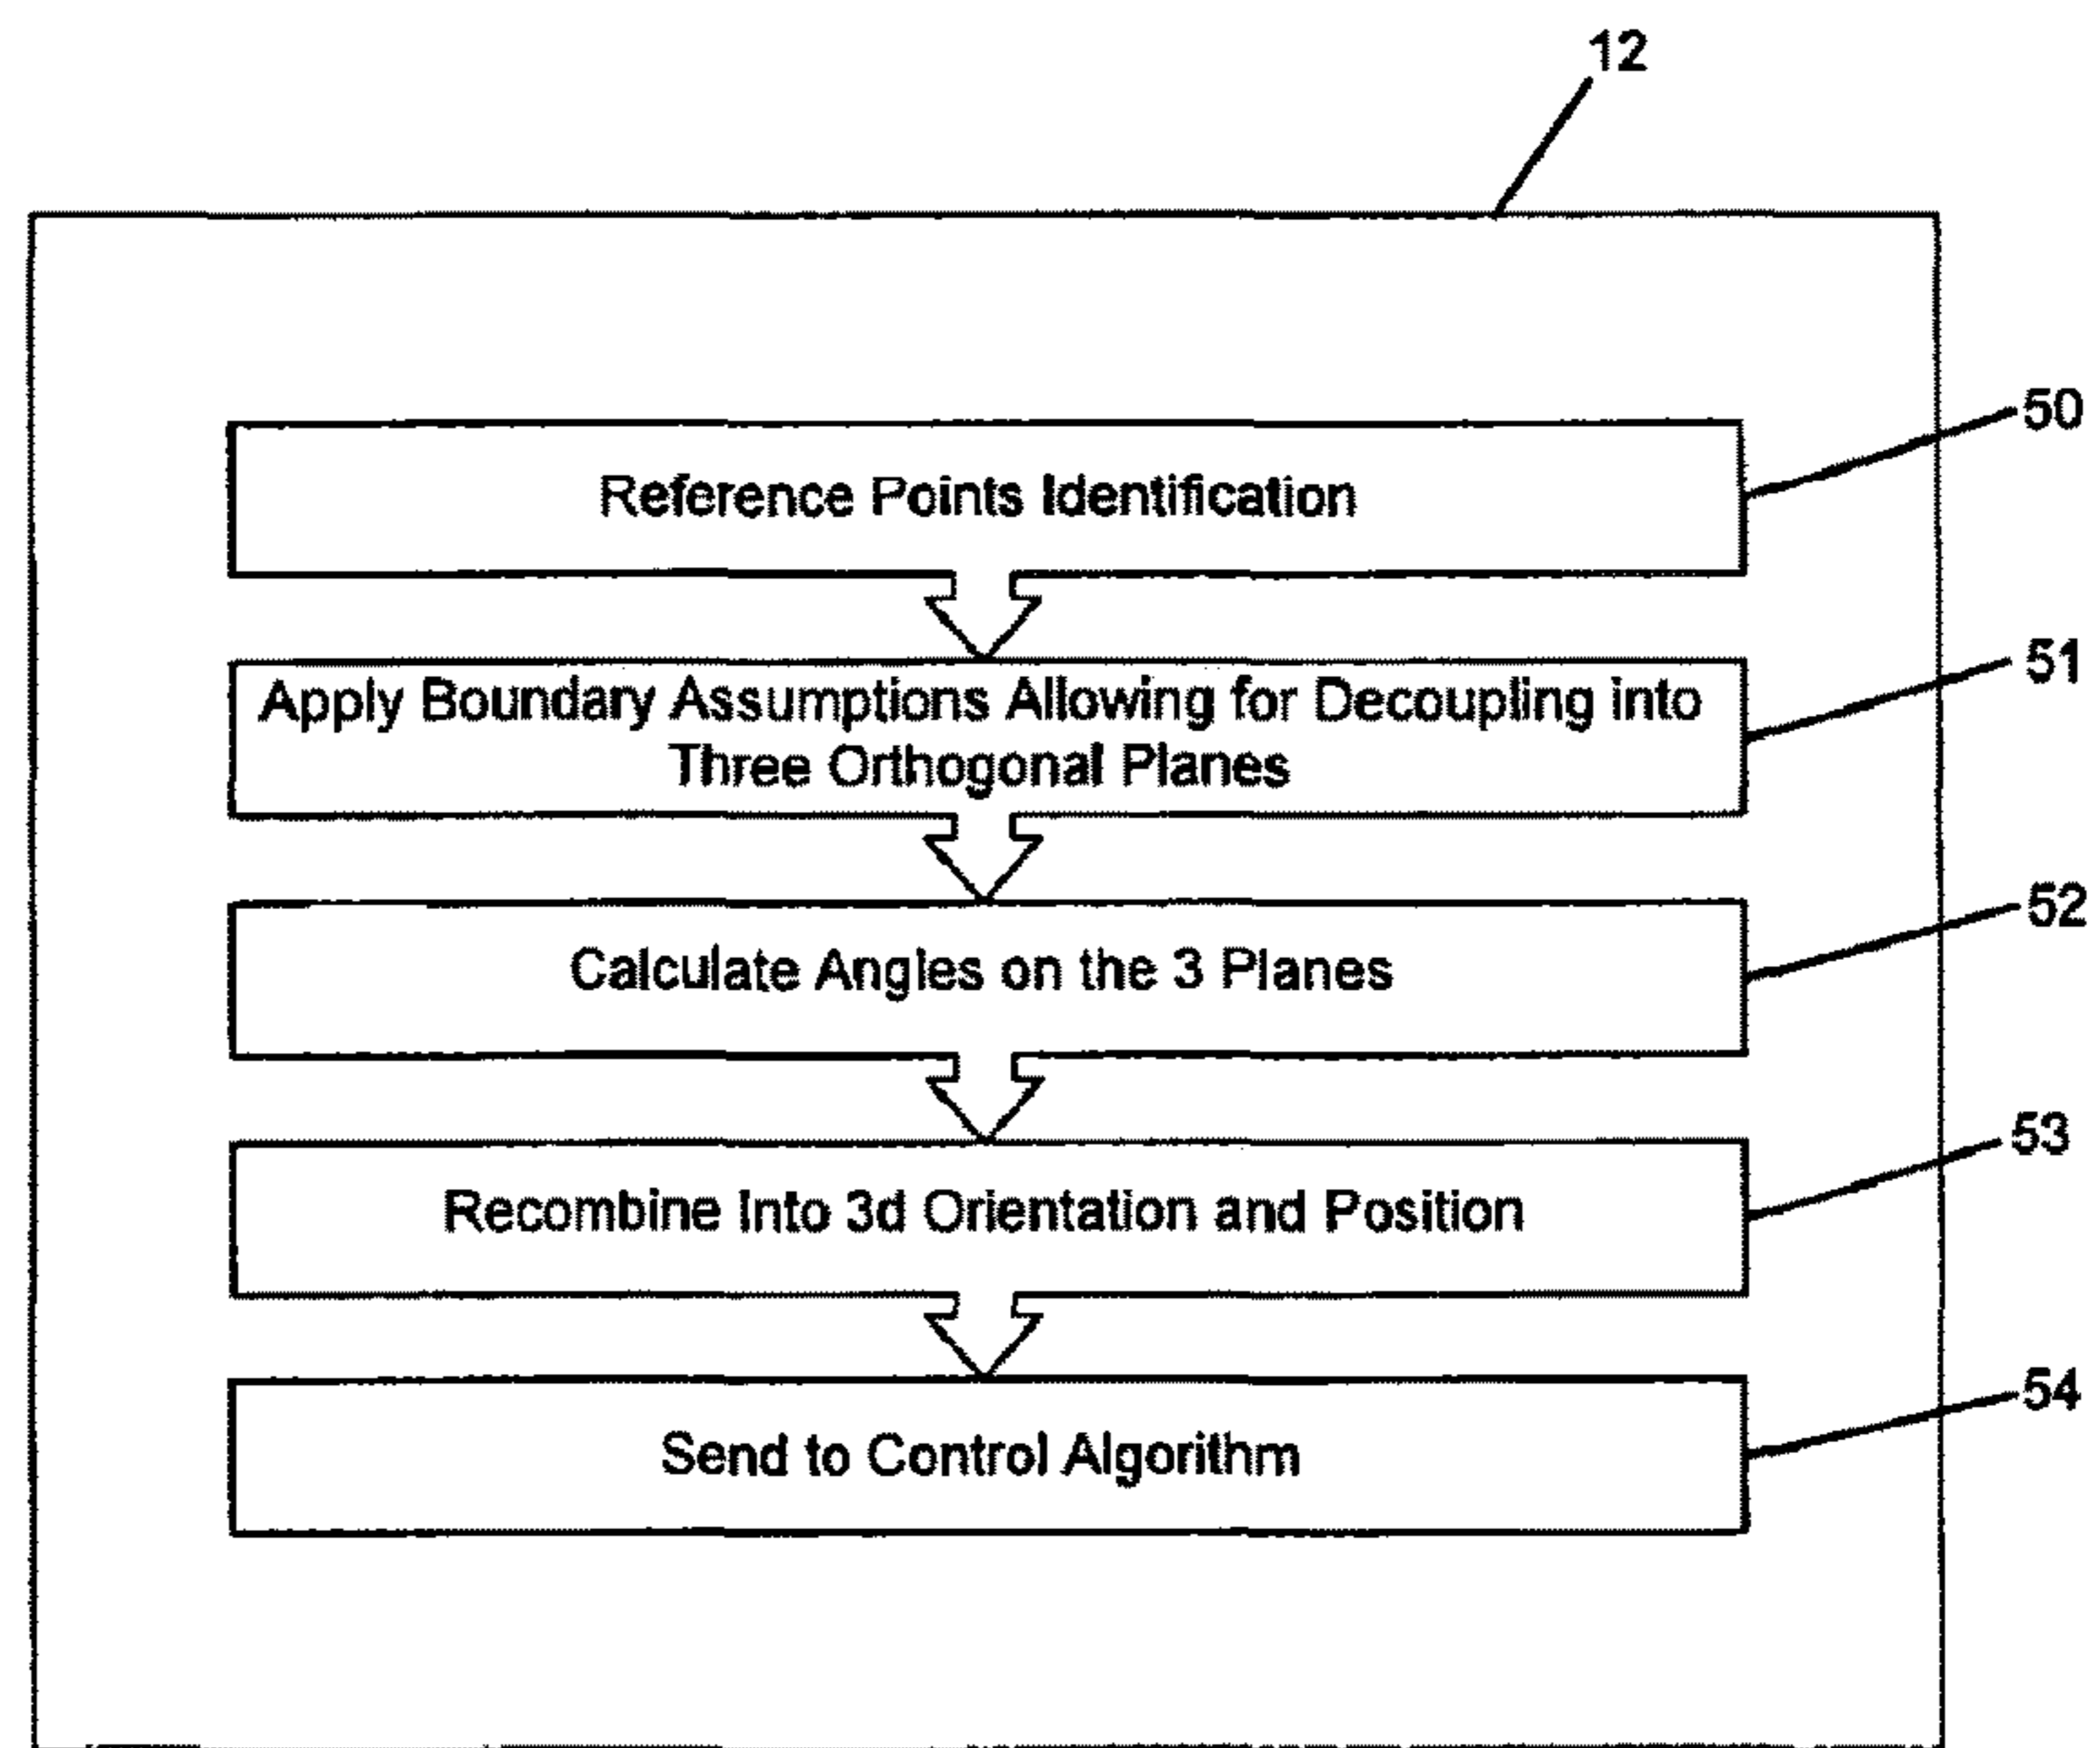 12
50
Reference Points Identification
51
Apply Boundary Assumptions Allowing for Decoupling into
Three Orthogonal Planes
52
Calculate Angles on the 3 Planes
53
Recombine Into 3d Orientation and Position
54
Send to Control Algorithm